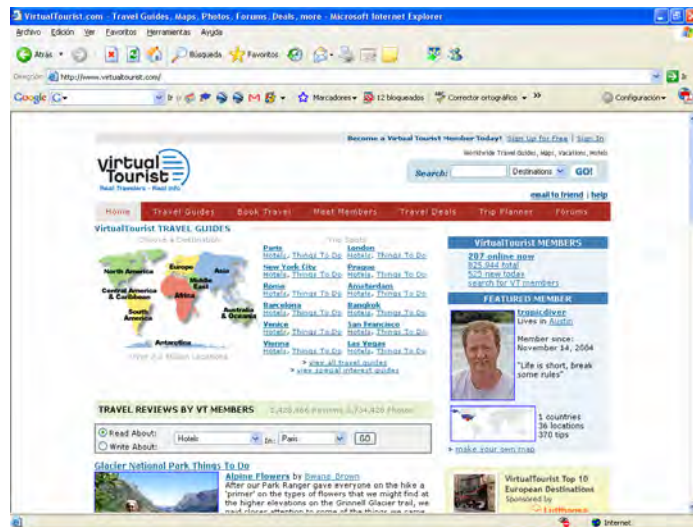 VirtualTourist.com - Travel Guides, Maps, Photos, Forums, Deals, more - Microsoft Internet Explorer
Archivo Edición Ver Favoritos Herramientas Ayuda
Atrás Búsqueda Favoritos
Dirección http://www.virtualtourist.com/ Ir
Google G Marcadores 12 bloqueados Corrector ortográfico » Configuración
Become a Virtual Tourist Member Today! Sign Up for Free | Sign In
Worldwide Travel Guides, Maps, Vacations, Hotels
virtual
Tourist
Real Travelers - Real Info
Search: Destinations GO!
email to friend | help
Home Travel Guides Book Travel Meet Members Travel Deals Trip Planner Forums
VirtualTourist TRAVEL GUIDES
Choose a Destination
North America
Europe
Asia
Middle
East
Central America
& Caribbean
Africa
South
America
Australia
& Oceania
Antarctica
Top Spots
Paris
Hotels, Things To Do
London
Hotels, Things To Do
New York City
Hotels, Things To Do
Prague
Hotels, Things To Do
Rome
Hotels, Things To Do
Amsterdam
Hotels, Things To Do
Barcelona
Hotels, Things To Do
Bangkok
Hotels, Things To Do
Venice
Hotels, Things To Do
San Francisco
Hotels, Things To Do
Vienna
Hotels, Things To Do
Las Vegas
Hotels, Things To Do
» view all travel guides
» view special interest guides
VirtualTourist MEMBERS
207 online now
825,944 total
525 new today
search for VT members
FEATURED MEMBER
tropicdiver
Lives in Austin
Member since:
November 14, 2004
"Life is short, break
some rules"
1 countries
36 locations
370 tips
» make your own map
TRAVEL REVIEWS BY VT MEMBERS
Read About:
Write About:
Hotels In: Paris GO
Glacier National Park Things To Do
Alpine Flowers by Bwana_Brown
After our Park Ranger gave everyone on the hike a
'primer' on the types of flowers that we might find at
the higher elevations on the Grinnell Glacier trail, we
paid closer attention to some of the things we came
VirtualTourist Top 10
European Destinations
Sponsored by
Lufthansa
Internet